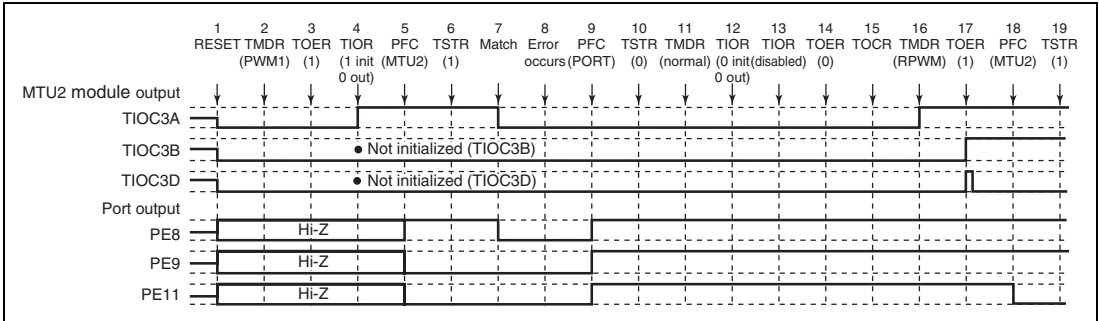 1 2 3 4 5 6 7 8 9 10 11 12 13 14 15 16 17 18 19
RESET TMDR TOER TIOR PFC TSTR Match Error PFC TSTR TMDR TIOR TIOR TOER TOCR TMDR TOER PFC TSTR
(PWM1) (1) (1 init (MTU2) (1) occurs (PORT) (0) (normal) (0 init (disabled) (0) (RPWM) (1) (MTU2) (1)
0 out) 0 out)
MTU2 module output
TIOC3A
TIOC3B • Not initialized (TIOC3B)
TIOC3D • Not initialized (TIOC3D)
Port output
PE8 Hi-Z
PE9 Hi-Z
PE11 Hi-Z